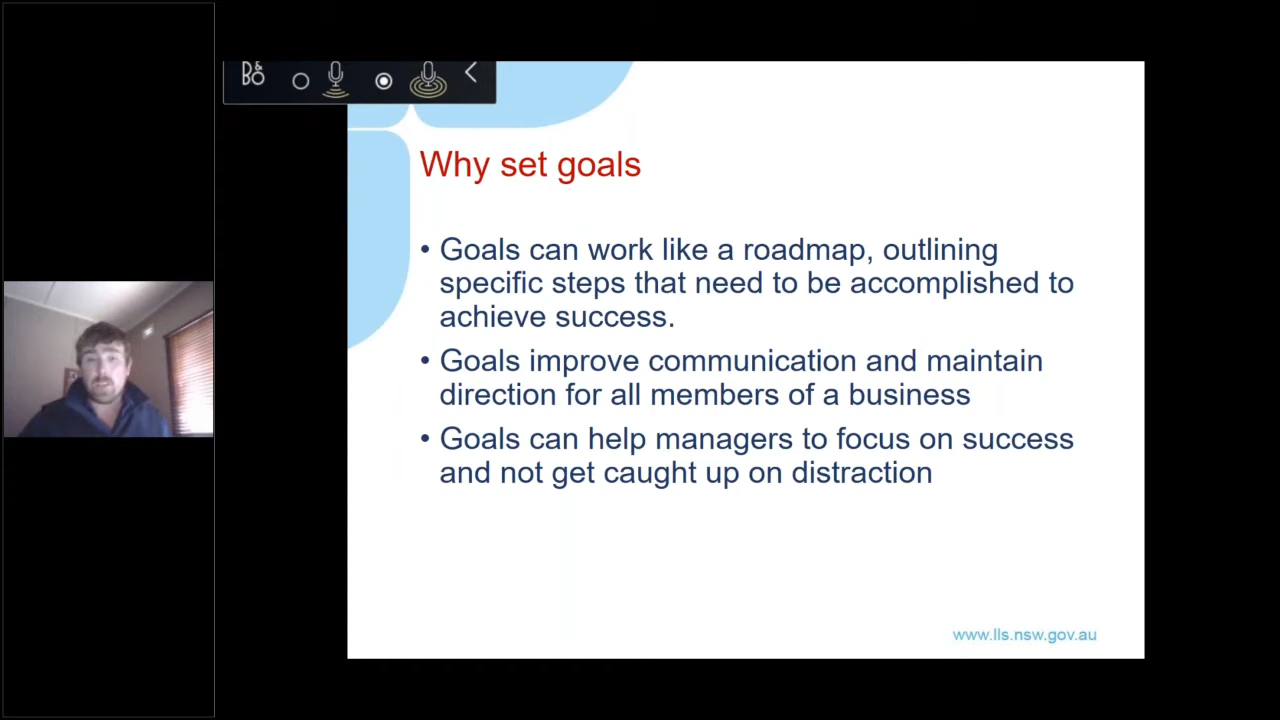 B&BO
Why set goals
• Goals can work like a roadmap, outlining
specific steps that need to be accomplished to
achieve success.
• Goals improve communication and maintain
direction for all members of a business
• Goals can help managers to focus on success
and not get caught up on distraction
www.lls.nsw.gov.au